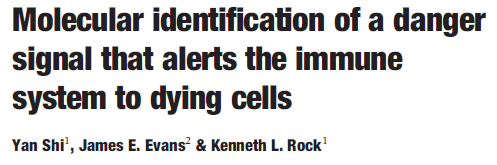 Molecular identification of a danger
signal that alerts the immune
system to dying cells
Yan Shi¹, James E. Evans² & Kenneth L. Rock¹